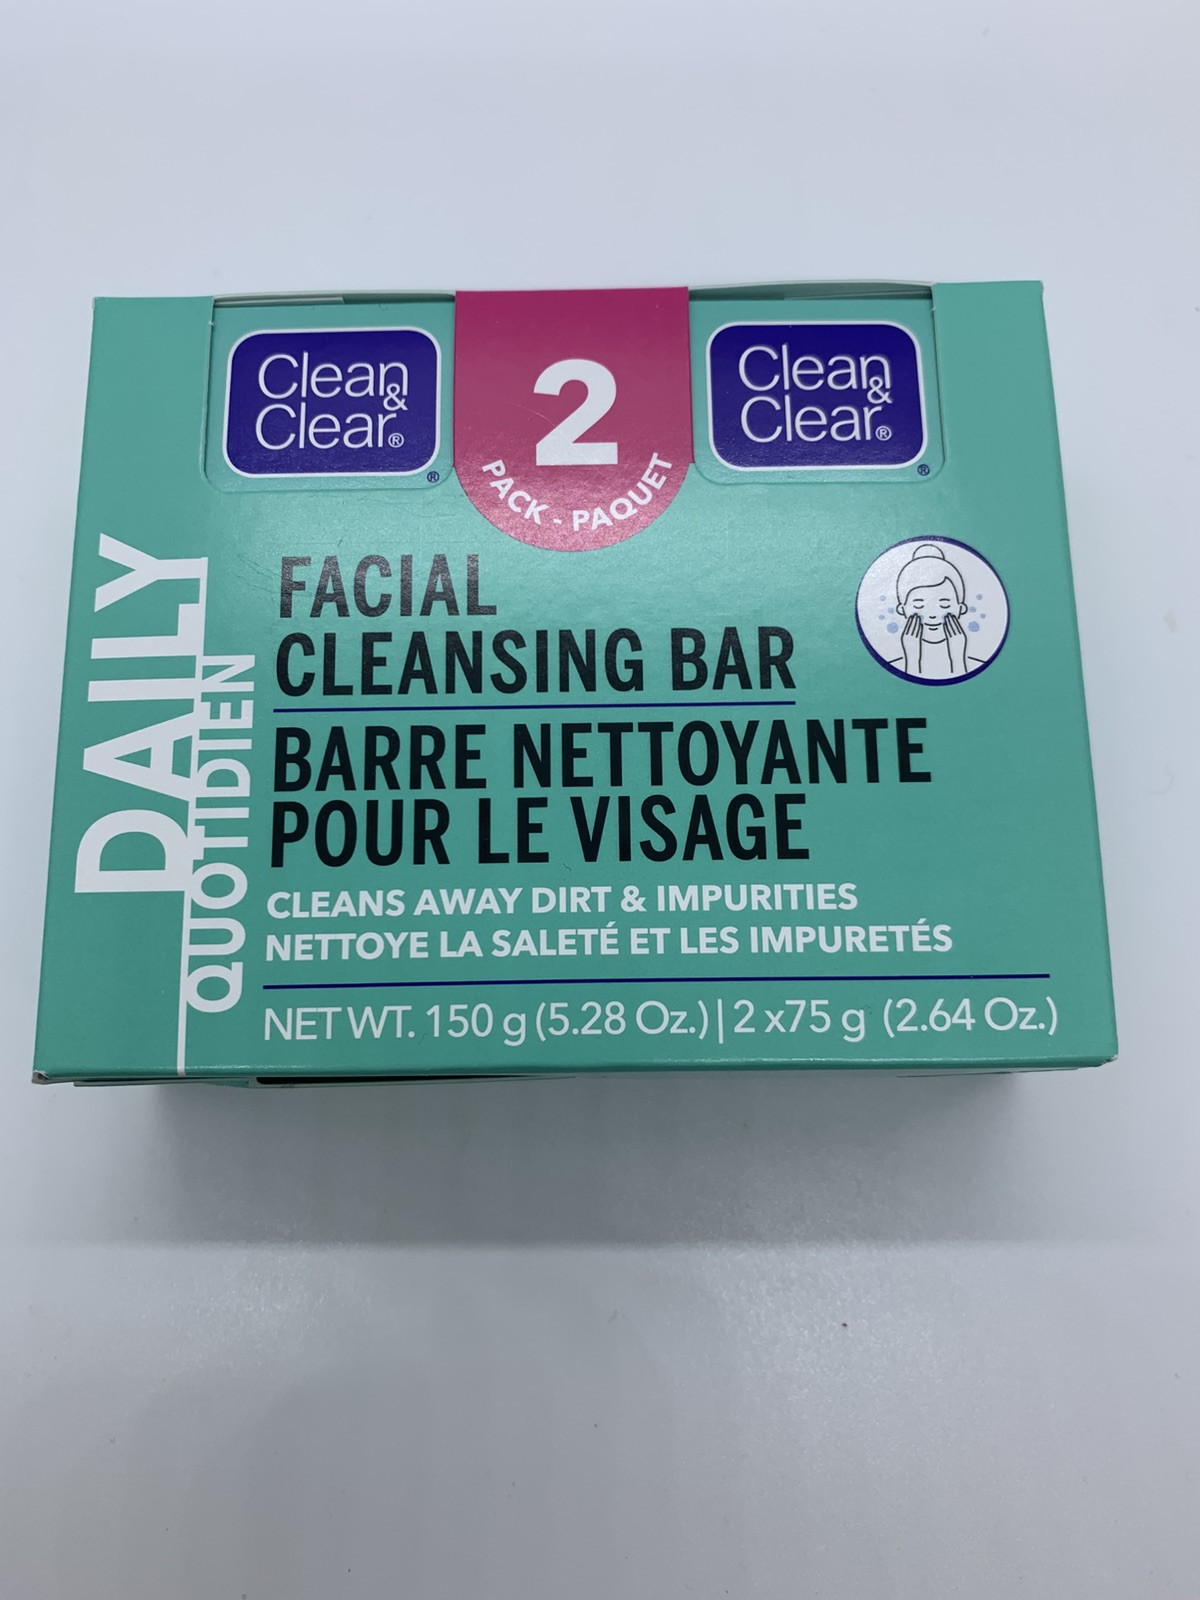 Clean
&
Clear®
®
2
PACK - PAQUET
Clean
&
Clear®
®
DAILY
QUOTIDIEN
FACIAL
CLEANSING BAR
BARRE NETTOYANTE
POUR LE VISAGE
CLEANS AWAY DIRT & IMPURITIES
NETTOYE LA SALETÉ ET LES IMPURETÉS
NET WT. 150 g (5.28 Oz.) | 2 x75 g (2.64 Oz.)